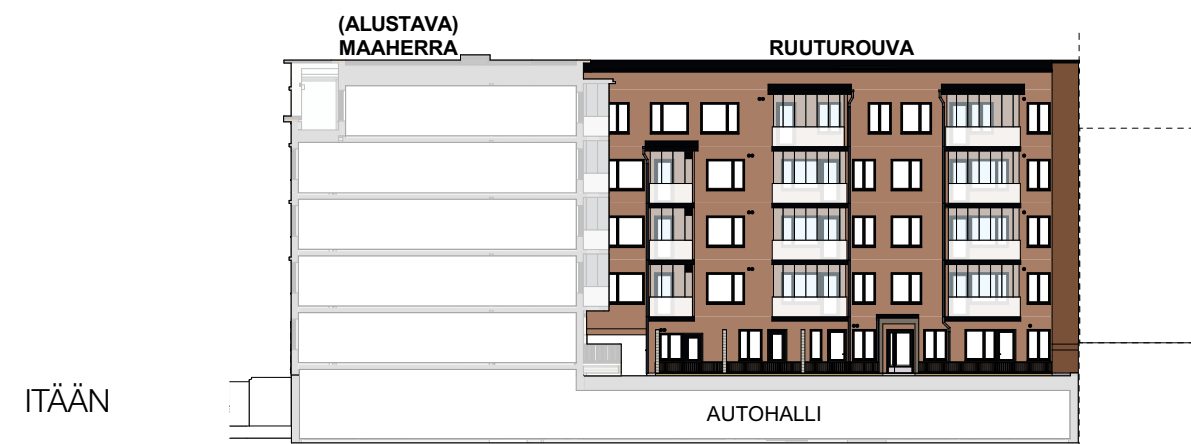 (ALUSTAVA)
MAAHERRA
RUUTUROUVA
ITÄÄN
AUTOHALLI